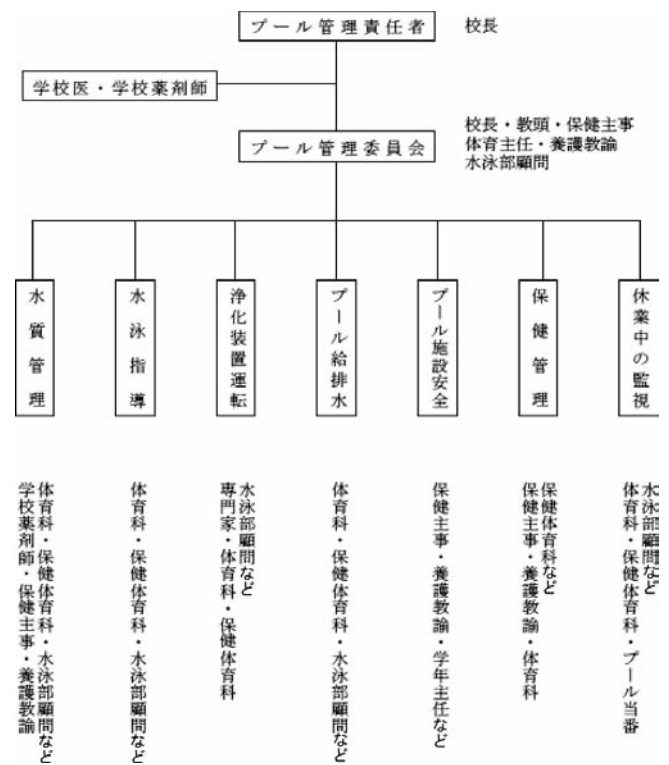 プール管理責任者
校長
学校医・学校薬剤師
プール管理委員会
校長・教頭・保健主事
体育主任・養護教諭
水泳部顧問
水質管理
水泳指導
浄化装置運転
プール給排水
プール施設安全
保健管理
休業中の監視
学校薬剤師・保健主事・養護教諭
体育科・保健体育科・水泳部顧問など
体育科・保健体育科・水泳部顧問など
専門家・体育科・保健体育科
水泳部顧問など
体育科・保健体育科・水泳部顧問など
保健主事・養護教諭・学年主任など
保健主事・養護教諭・体育科
保健体育科など
体育科・保健体育科・プール当番
水泳部顧問など